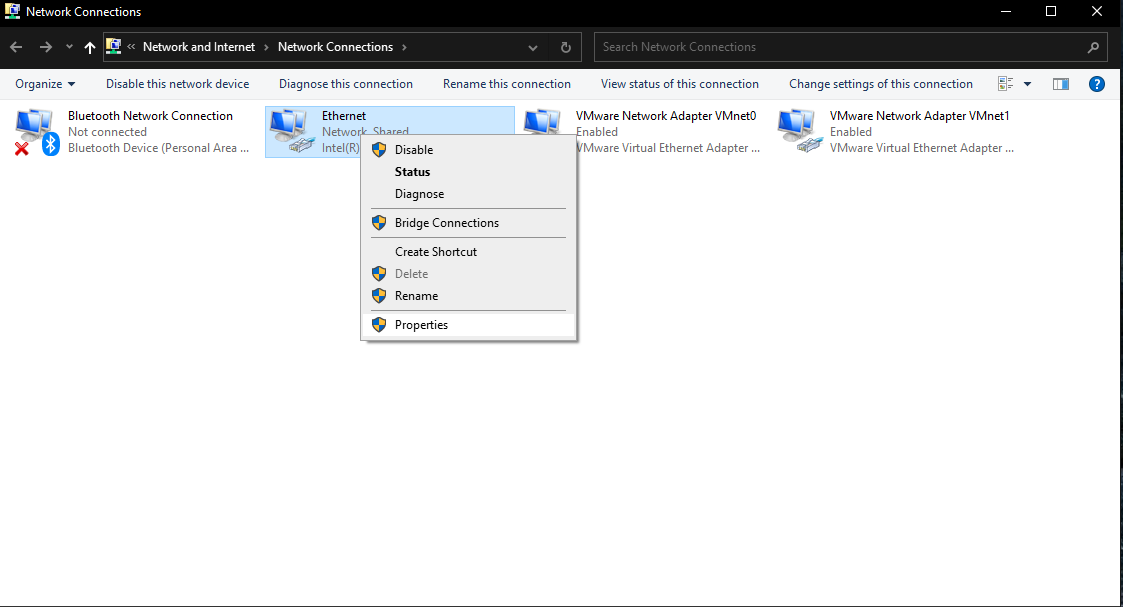 Network Connections
« Network and Internet › Network Connections ›
Search Network Connections
Organize
Disable this network device
Diagnose this connection
Rename this connection
View status of this connection
Change settings of this connection
Bluetooth Network Connection
Not connected
Bluetooth Device (Personal Area ...
Ethernet
Network, Shared
Intel(R)
VMware Network Adapter VMnet0
Enabled
VMware Virtual Ethernet Adapter ...
VMware Network Adapter VMnet1
Enabled
VMware Virtual Ethernet Adapter ...
Disable
Status
Diagnose
Bridge Connections
Create Shortcut
Delete
Rename
Properties